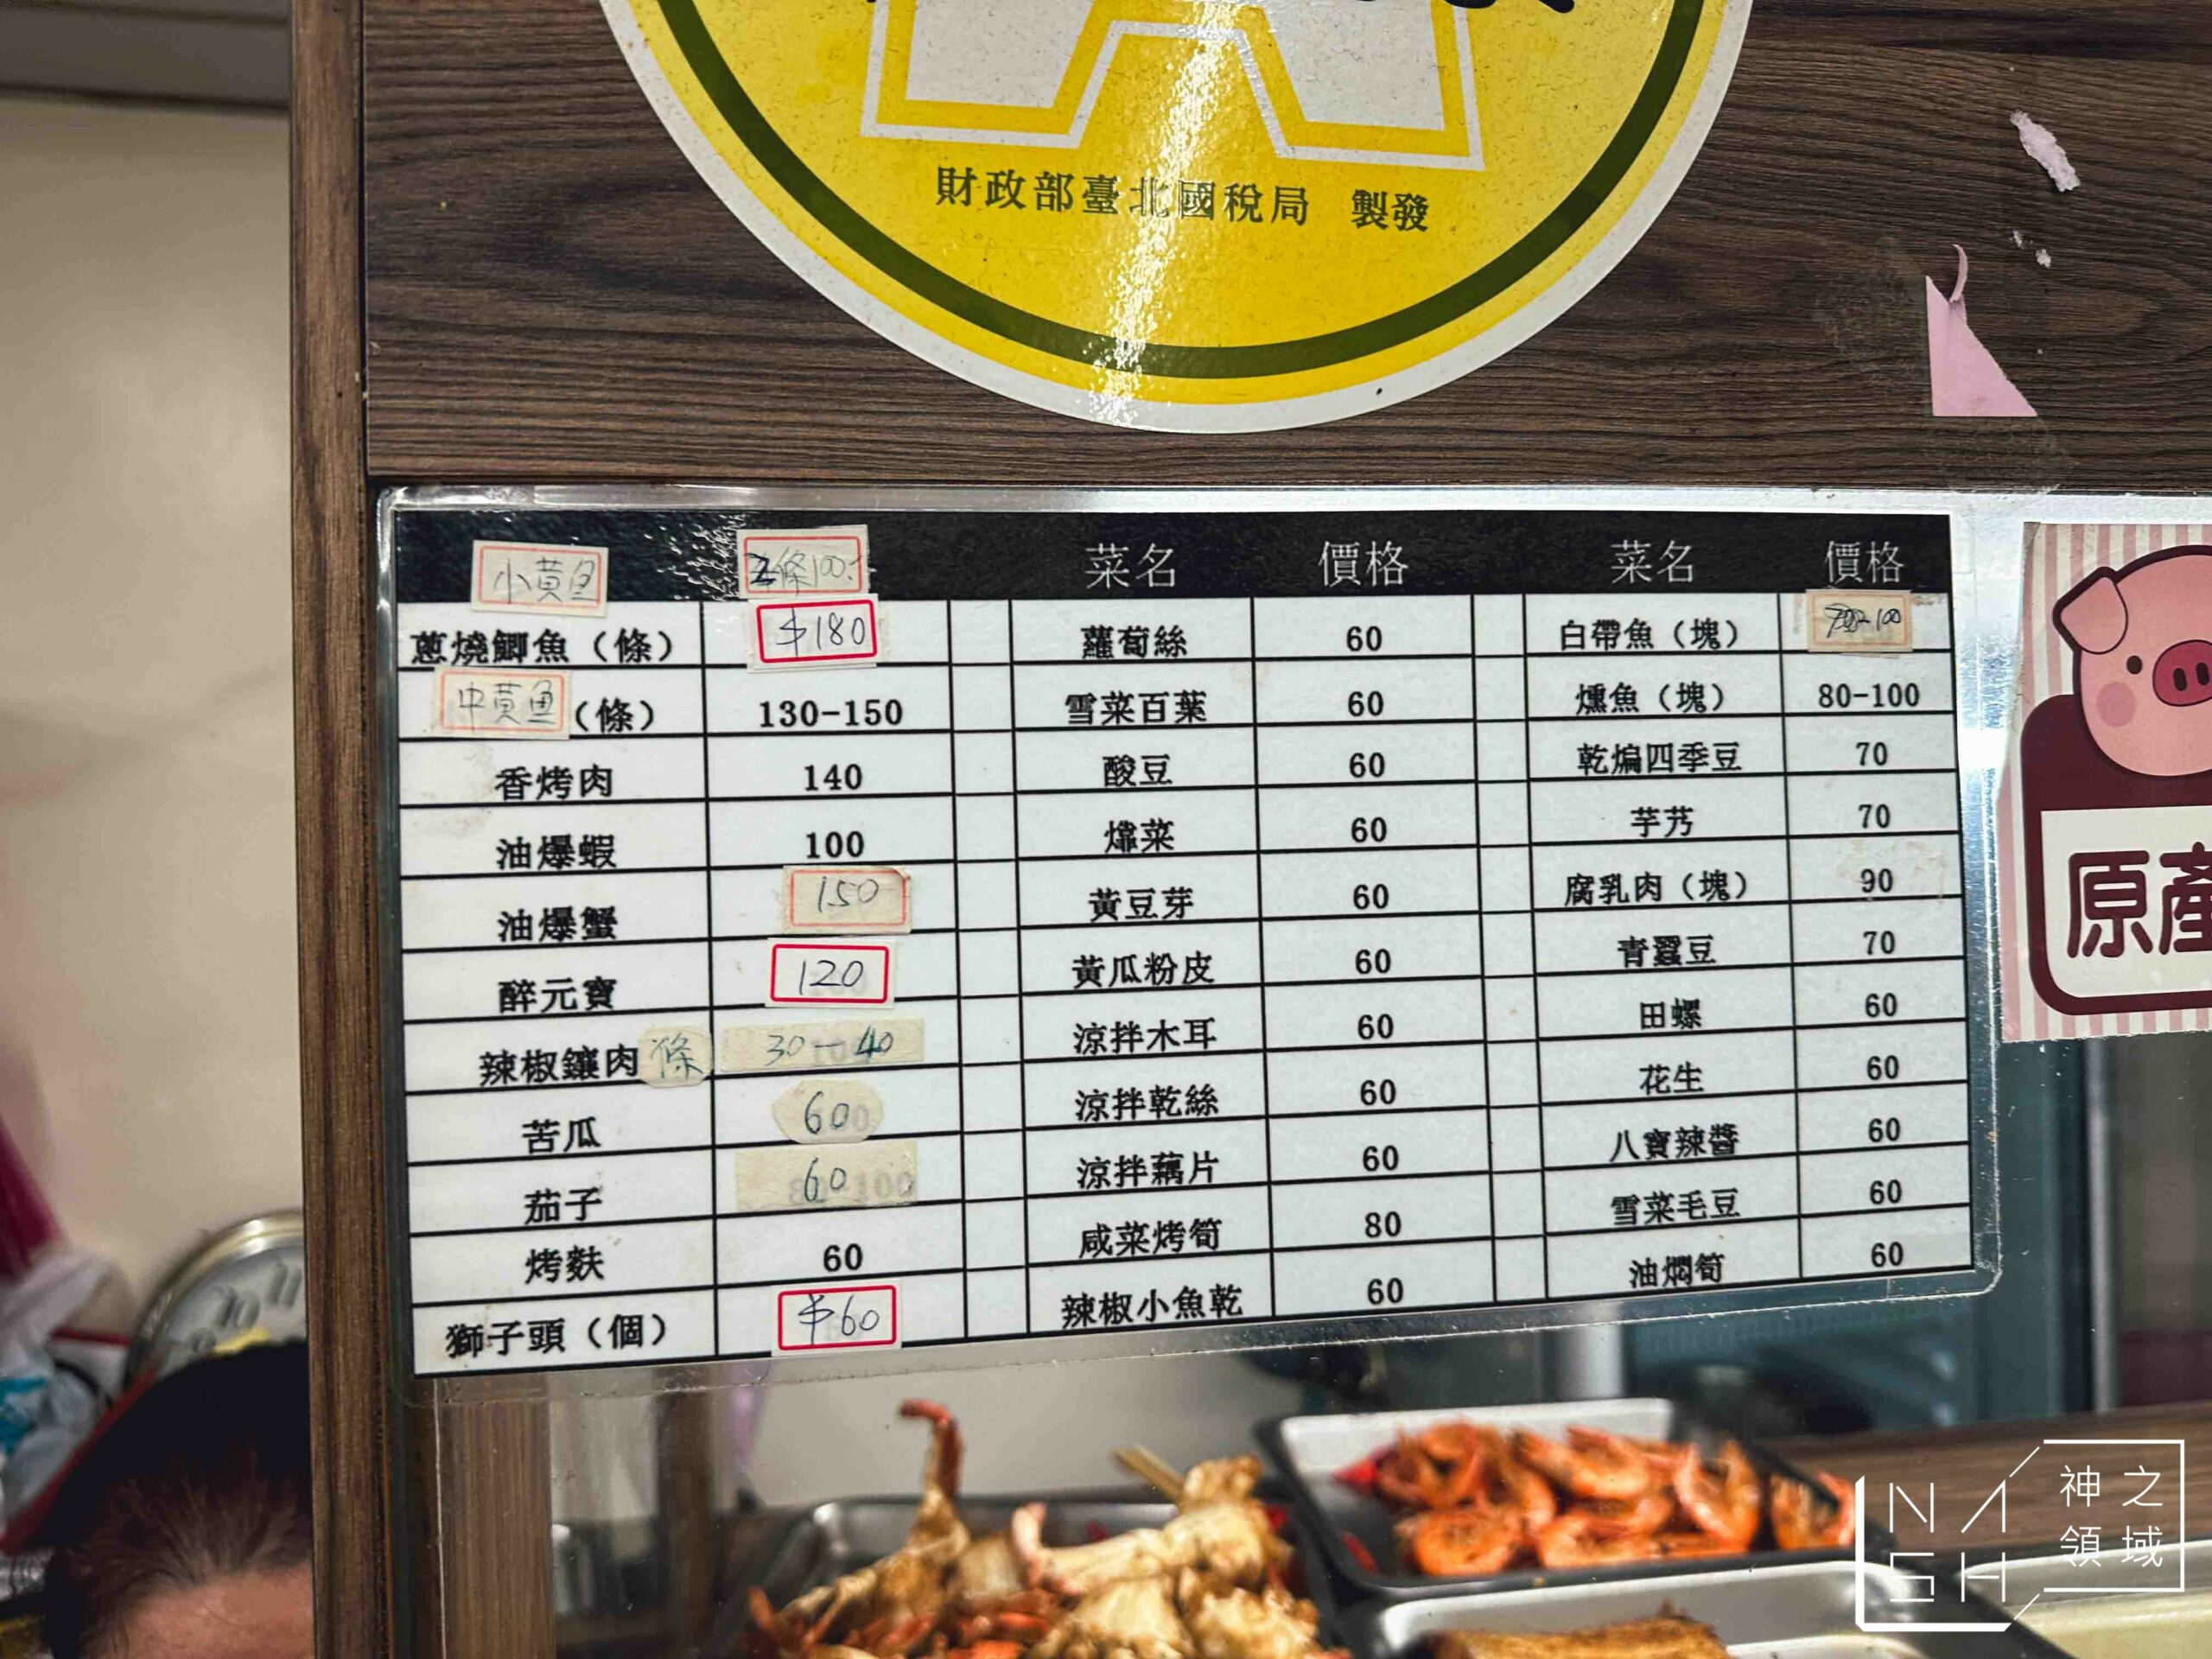 財政部臺北國稅局 製發
小黃魚 2條100
菜名 價格 菜名 價格
蔥燒鯽魚（條） $180 蘿蔔絲 60 白帶魚（塊） 100
中黃魚（條） 130-150 雪菜百葉 60 燻魚（塊） 80-100
香烤肉 140 酸豆 60 乾煸四季豆 70
油爆蝦 100 㸆菜 60 芋艿 70
油爆蟹 150 黃豆芽 60 腐乳肉（塊） 90
醉元寶 120 黃瓜粉皮 60 青蠶豆 70
辣椒鑲肉 條 30-40 涼拌木耳 60 田螺 60
苦瓜 60 涼拌乾絲 60 花生 60
茄子 60 涼拌藕片 60 八寶辣醬 60
烤麩 60 咸菜烤筍 80 雪菜毛豆 60
獅子頭（個） $60 辣椒小魚乾 60 油燜筍 60
原產
NASH 神之領域